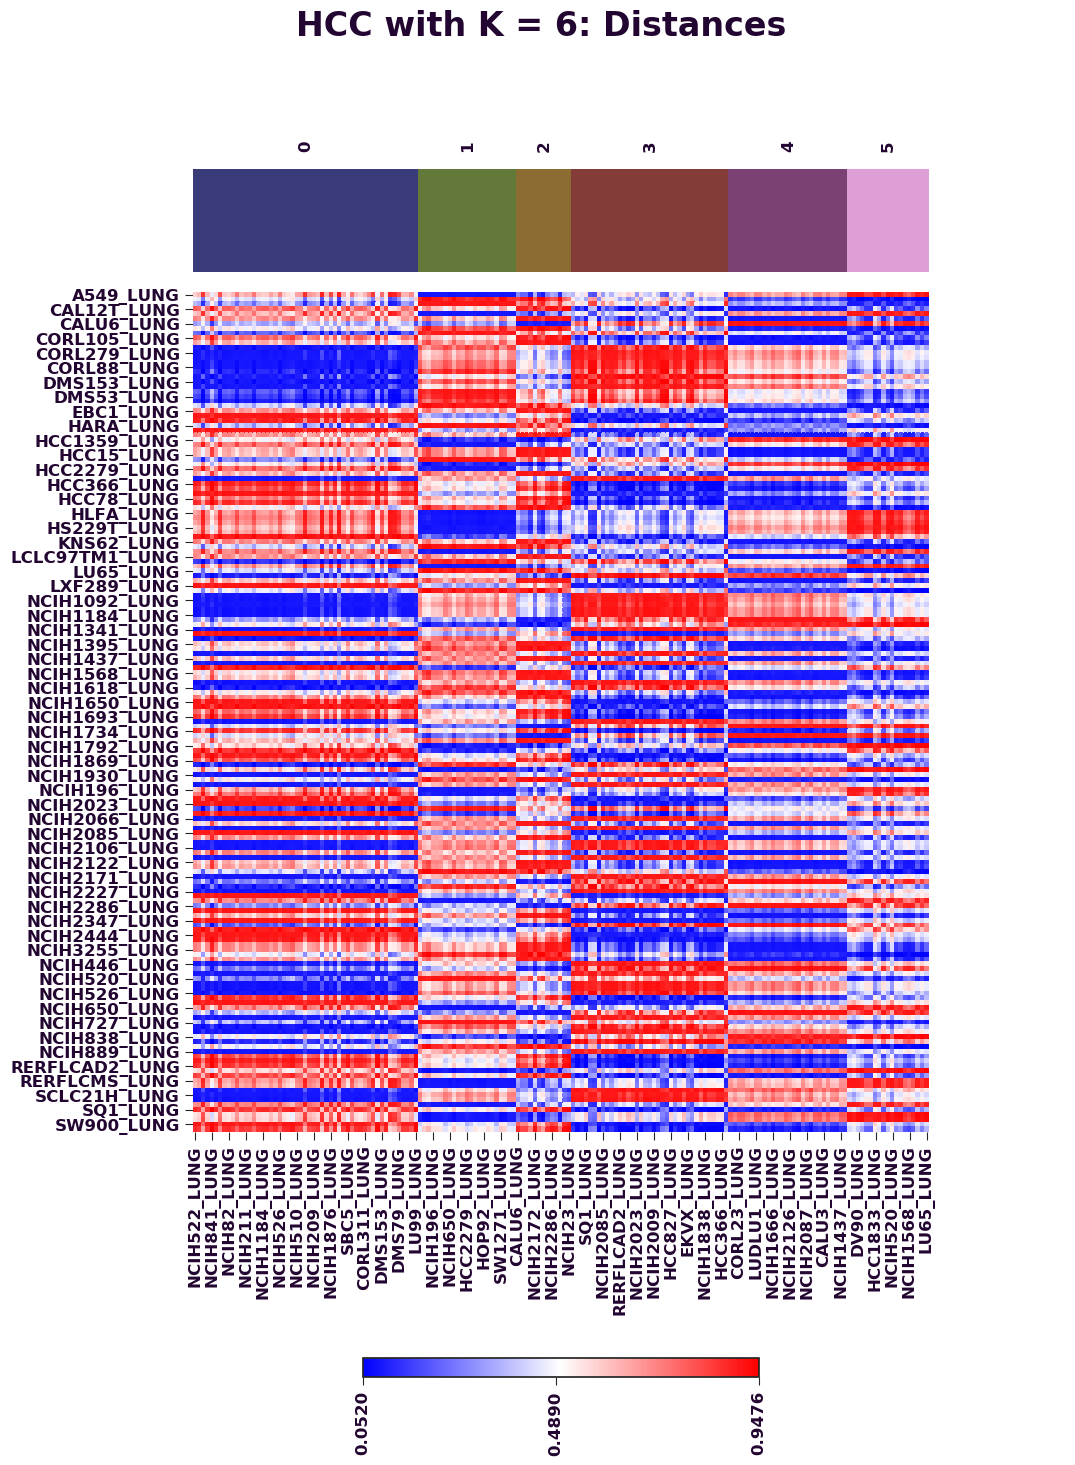 HCC with K = 6: Distances
0
1
2
3
4
5
A549_LUNG
CAL12T_LUNG
CALU6_LUNG
CORL105_LUNG
CORL279_LUNG
CORL88_LUNG
DMS153_LUNG
DMS53_LUNG
EBC1_LUNG
HARA_LUNG
HCC1359_LUNG
HCC15_LUNG
HCC2279_LUNG
HCC366_LUNG
HCC78_LUNG
HLFA_LUNG
HS229T_LUNG
KNS62_LUNG
LCLC97TM1_LUNG
LU65_LUNG
LXF289_LUNG
NCIH1092_LUNG
NCIH1184_LUNG
NCIH1341_LUNG
NCIH1395_LUNG
NCIH1437_LUNG
NCIH1568_LUNG
NCIH1618_LUNG
NCIH1650_LUNG
NCIH1693_LUNG
NCIH1734_LUNG
NCIH1792_LUNG
NCIH1869_LUNG
NCIH1930_LUNG
NCIH196_LUNG
NCIH2023_LUNG
NCIH2066_LUNG
NCIH2085_LUNG
NCIH2106_LUNG
NCIH2122_LUNG
NCIH2171_LUNG
NCIH2227_LUNG
NCIH2286_LUNG
NCIH2347_LUNG
NCIH2444_LUNG
NCIH3255_LUNG
NCIH446_LUNG
NCIH520_LUNG
NCIH526_LUNG
NCIH650_LUNG
NCIH727_LUNG
NCIH838_LUNG
NCIH889_LUNG
RERFLCAD2_LUNG
RERFLCMS_LUNG
SCLC21H_LUNG
SQ1_LUNG
SW900_LUNG
NCIH522_LUNG
NCIH841_LUNG
NCIH82_LUNG
NCIH211_LUNG
NCIH1184_LUNG
NCIH526_LUNG
NCIH510_LUNG
NCIH209_LUNG
NCIH1876_LUNG
SBC5_LUNG
CORL311_LUNG
DMS153_LUNG
DMS79_LUNG
LU99_LUNG
NCIH196_LUNG
NCIH650_LUNG
HCC2279_LUNG
HOP92_LUNG
SW1271_LUNG
CALU6_LUNG
NCIH2172_LUNG
NCIH2286_LUNG
NCIH23_LUNG
SQ1_LUNG
NCIH2085_LUNG
RERFLCAD2_LUNG
NCIH2023_LUNG
NCIH2009_LUNG
HCC827_LUNG
EKVX_LUNG
NCIH1838_LUNG
HCC366_LUNG
CORL23_LUNG
LUDLU1_LUNG
NCIH1666_LUNG
NCIH2126_LUNG
NCIH2087_LUNG
CALU3_LUNG
NCIH1437_LUNG
DV90_LUNG
HCC1833_LUNG
NCIH520_LUNG
NCIH1568_LUNG
LU65_LUNG
0.0520
0.4890
0.9476